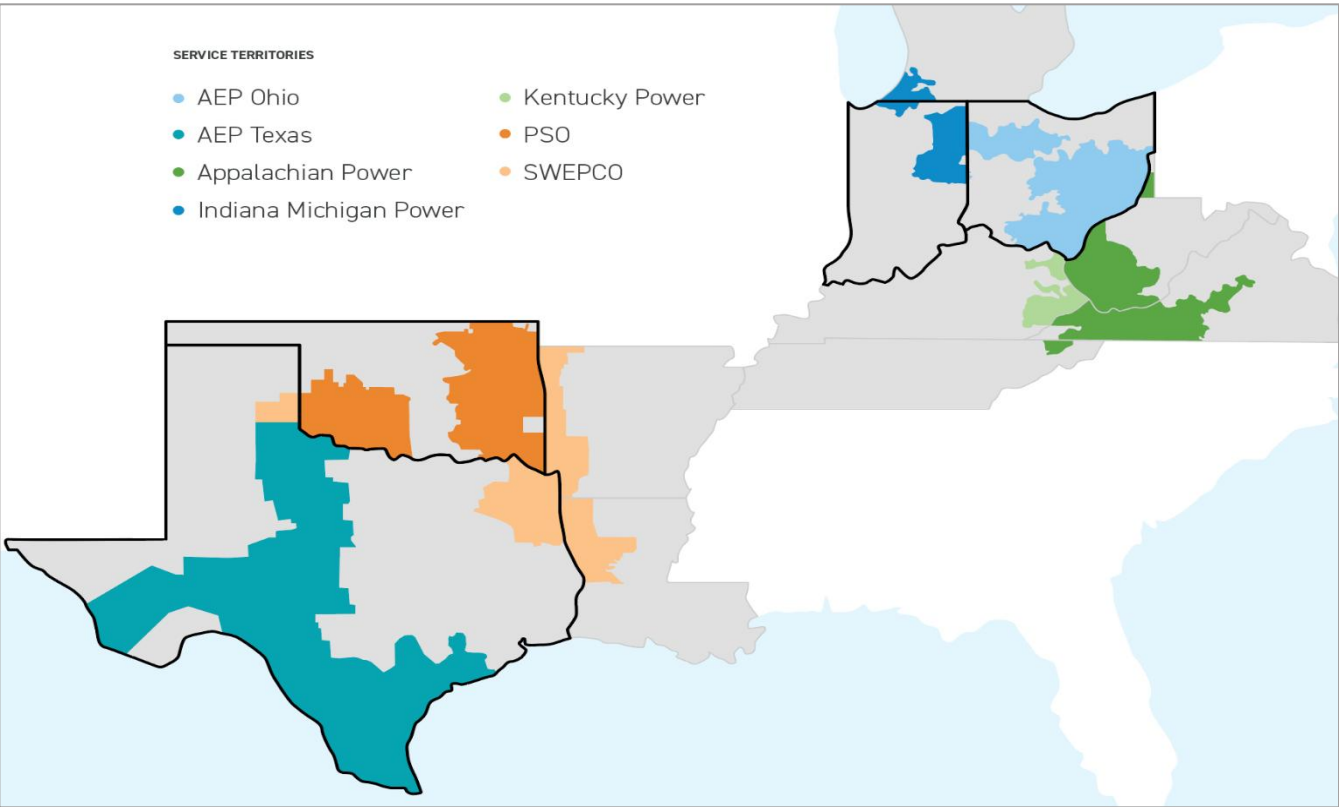 SERVICE TERRITORIES
AEP Ohio
AEP Texas
Appalachian Power
Indiana Michigan Power
Kentucky Power
PSO
SWEPCO